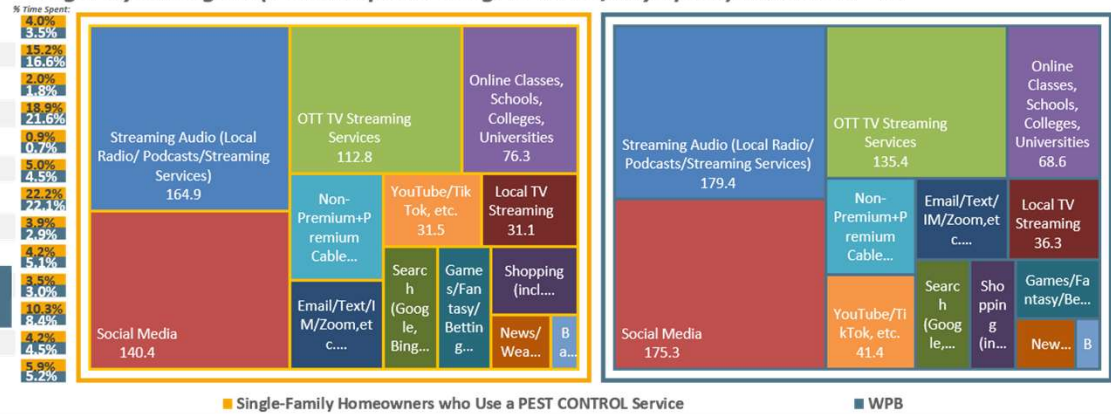 % Time Spent:
4.0%
3.5%
15.2%
16.6%
2.0%
1.8%
18.9%
21.6%
0.9%
0.7%
5.0%
4.5%
22.2%
22.1%
3.9%
2.9%
4.2%
5.1%
3.5%
3.0%
10.3%
8.4%
4.2%
4.5%
5.9%
5.2%
Streaming Audio (Local
Radio/ Podcasts/Streaming
Services)
164.9
Social Media
140.4
OTT TV Streaming
Services
112.8
Online Classes,
Schools,
Colleges,
Universities
76.3
Non-
Premium+P
remium
Cable...
YouTube/Tik
Tok, etc.
31.5
Local TV
Streaming
31.1
Email/Text/I
M/Zoom,et
c....
Searc
h
(Goog
le,
Bing...
Game
s/Fan
tasy/
Bettin
g...
Shopping
(incl....
News/
Wea...
B
a...
Streaming Audio (Local Radio/
Podcasts/Streaming Services)
179.4
Social Media
175.3
OTT TV Streaming
Services
135.4
Online
Classes,
Schools,
Colleges,
Universities
68.6
Non-
Premium+P
remium
Cable...
Email/Text/
IM/Zoom,et
c....
Local TV
Streaming
36.3
YouTube/Ti
kTok, etc.
41.4
Searc
h
(Goog
le,...
Sho
ppin
g
(in...
Games/Fa
ntasy/Be...
New...
B
Single-Family Homeowners who Use a PEST CONTROL Service
WPB